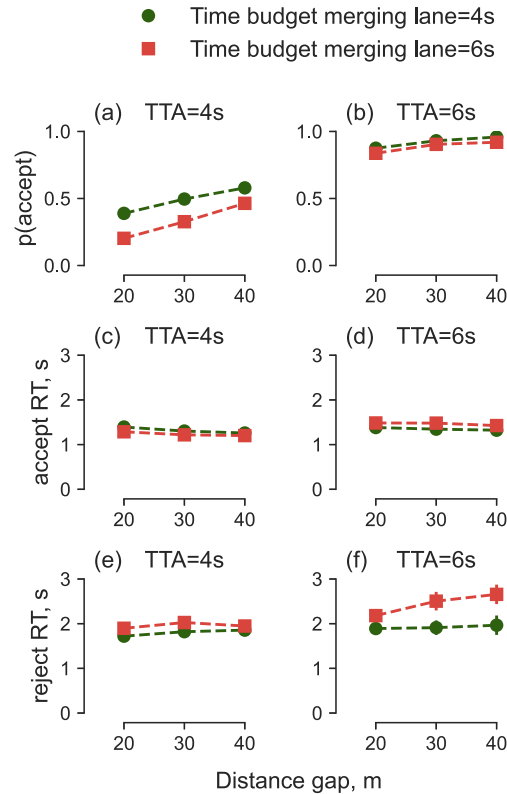 Time budget merging lane=4s
Time budget merging lane=6s
(a) TTA=4s
(b) TTA=6s
p(accept)
1.0
0.5
0.0
20 30 40
1.0
0.5
0.0
20 30 40
(c) TTA=4s
(d) TTA=6s
accept RT, s
3
2
1
0
20 30 40
3
2
1
0
20 30 40
(e) TTA=4s
(f) TTA=6s
reject RT, s
3
2
1
0
20 30 40
3
2
1
0
20 30 40
Distance gap, m